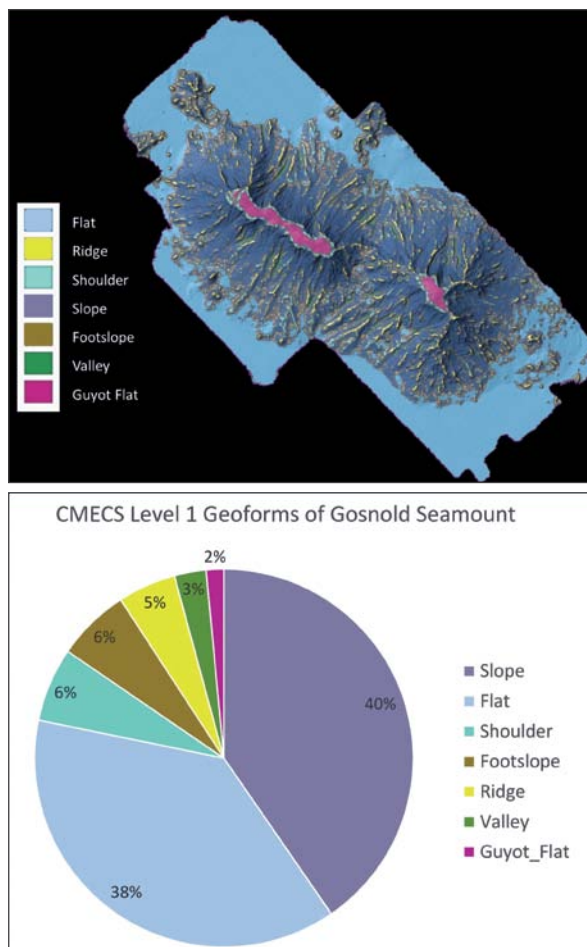 Flat
Ridge
Shoulder
Slope
Footslope
Valley
Guyot Flat
CMECS Level 1 Geoforms of Gosnold Seamount
2%
3%
5%
6%
6%
40%
38%
Slope
Flat
Shoulder
Footslope
Ridge
Valley
Guyot_Flat